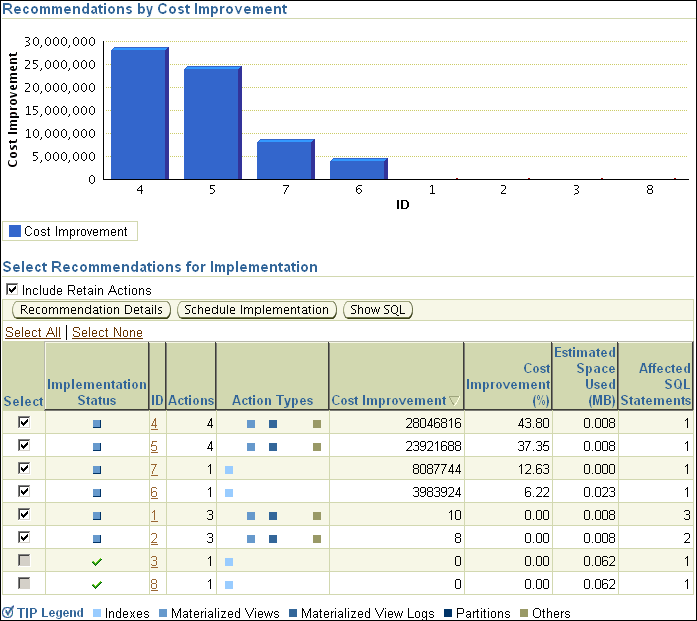 Recommendations by Cost Improvement
Cost Improvement
30,000,000
25,000,000
20,000,000
15,000,000
10,000,000
5,000,000
0
4 5 7 6 1 2 3 8
ID
Cost Improvement
Select Recommendations for Implementation
Include Retain Actions
Recommendation Details Schedule Implementation Show SQL
Select All | Select None
Select Implementation Status ID Actions Action Types Cost Improvement Cost Improvement (%) Estimated Space Used (MB) Affected SQL Statements
4 4 28046816 43.80 0.008 1
5 4 23921688 37.35 0.008 1
7 1 8087744 12.63 0.000 1
6 1 3983924 6.22 0.023 1
1 3 10 0.00 0.008 3
2 3 8 0.00 0.008 2
3 1 0 0.00 0.062 1
8 1 0 0.00 0.062 1
TIP Legend Indexes Materialized Views Materialized View Logs Partitions Others